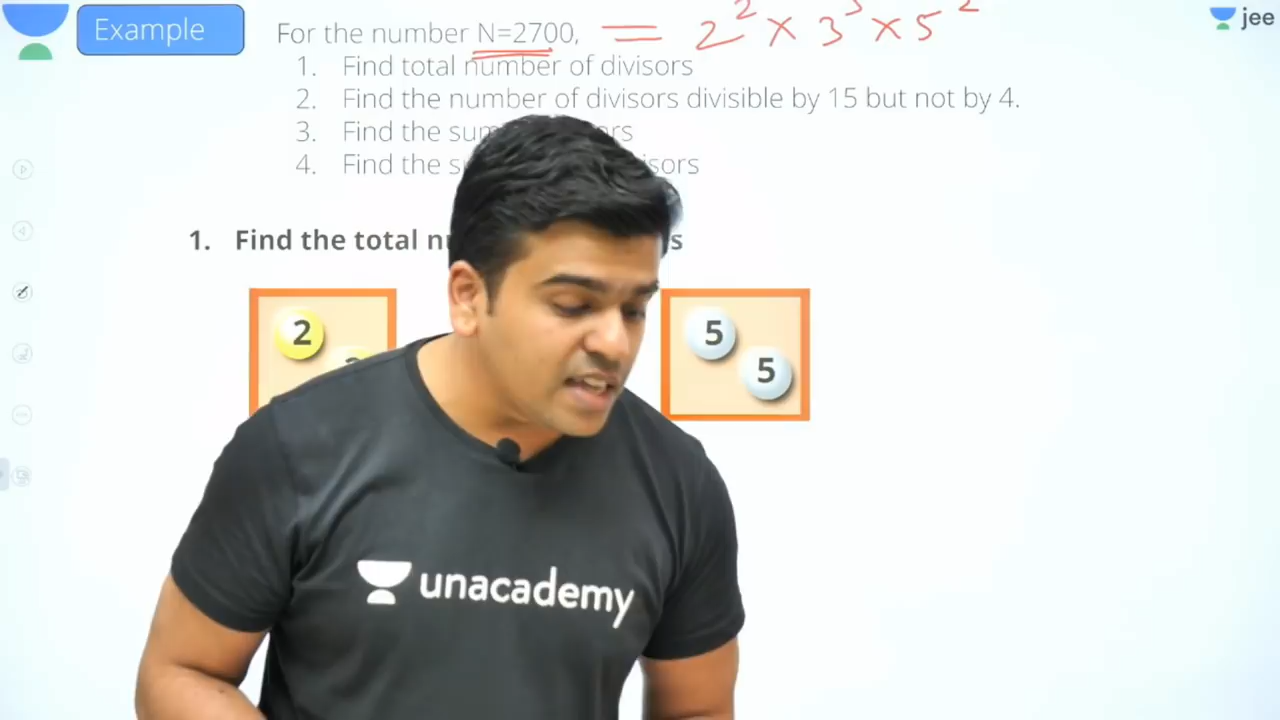 Example
For the number N=2700, = 2² × 3³ × 5²
jee
1. Find total number of divisors
2. Find the number of divisors divisible by 15 but not by 4.
3. Find the
4. Find the
1. Find the total
2
5
5
unacademy